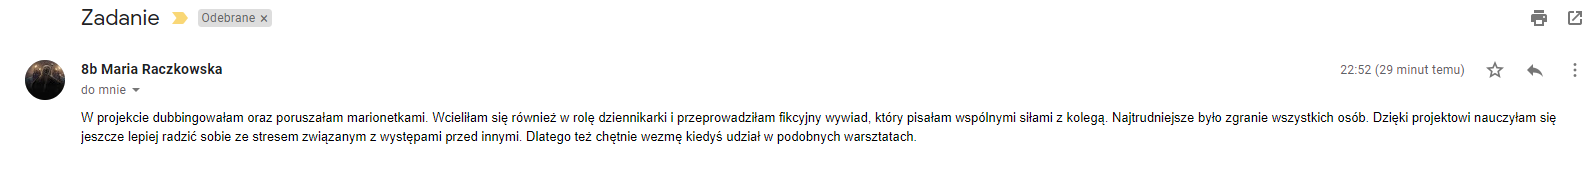 Zadanie
Odebrane ×
8b Maria Raczkowska
22:52 (29 minut temu)
do mnie
W projekcie dubbingowałam oraz poruszałam marionetkami. Wcieliłam się również w rolę dziennikarki i przeprowadziłam fikcyjny wywiad, który pisałam wspólnymi siłami z kolegą. Najtrudniejsze było zgranie wszystkich osób. Dzięki projektowi nauczyłam się
jeszcze lepiej radzić sobie ze stresem związanym z występami przed innymi. Dlatego też chętnie wezmę kiedyś udział w podobnych warsztatach.